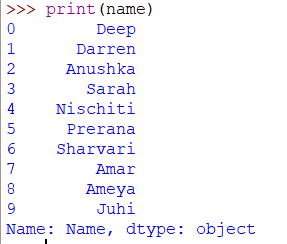 >>> print(name)
0 Deep
1 Darren
2 Anushka
3 Sarah
4 Nischiti
5 Prerana
6 Sharvari
7 Amar
8 Ameya
9 Juhi
Name: Name, dtype: object